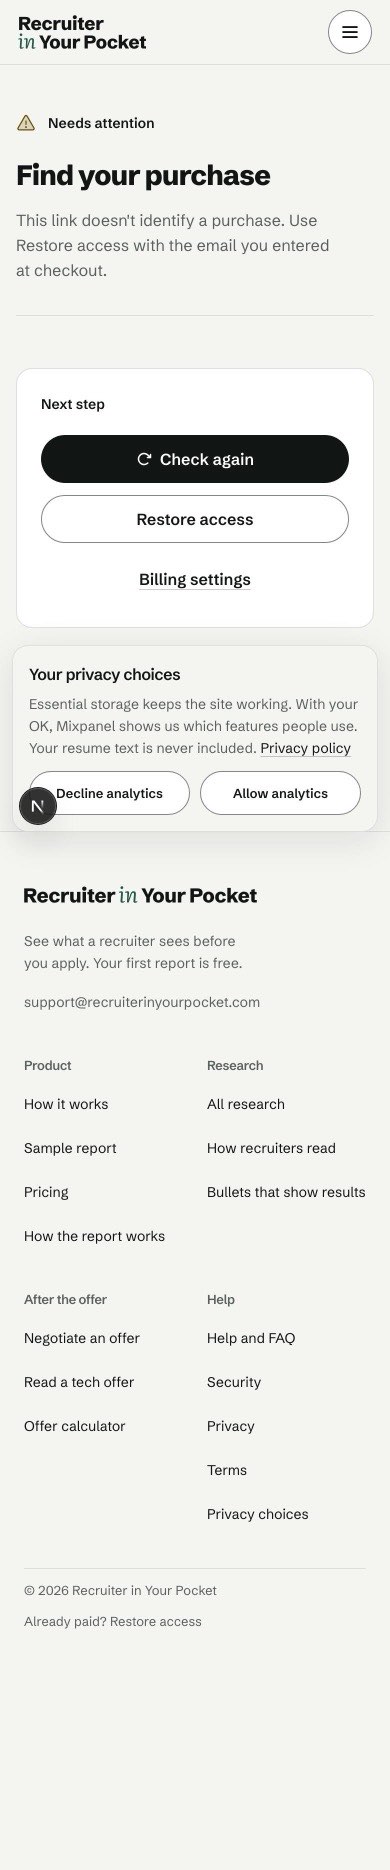 Recruiter
in Your Pocket
Needs attention
Find your purchase
This link doesn't identify a purchase. Use
Restore access with the email you entered
at checkout.
Next step
Check again
Restore access
Billing settings
Your privacy choices
Essential storage keeps the site working. With your
OK, Mixpanel shows us which features people use.
Your resume text is never included. Privacy policy
Decline analytics
Allow analytics
N
Recruiter in Your Pocket
See what a recruiter sees before
you apply. Your first report is free.
support@recruiterinyourpocket.com
Product
How it works
Sample report
Pricing
How the report works
Research
All research
How recruiters read
Bullets that show results
After the offer
Negotiate an offer
Read a tech offer
Offer calculator
Help
Help and FAQ
Security
Privacy
Terms
Privacy choices
© 2026 Recruiter in Your Pocket
Already paid? Restore access